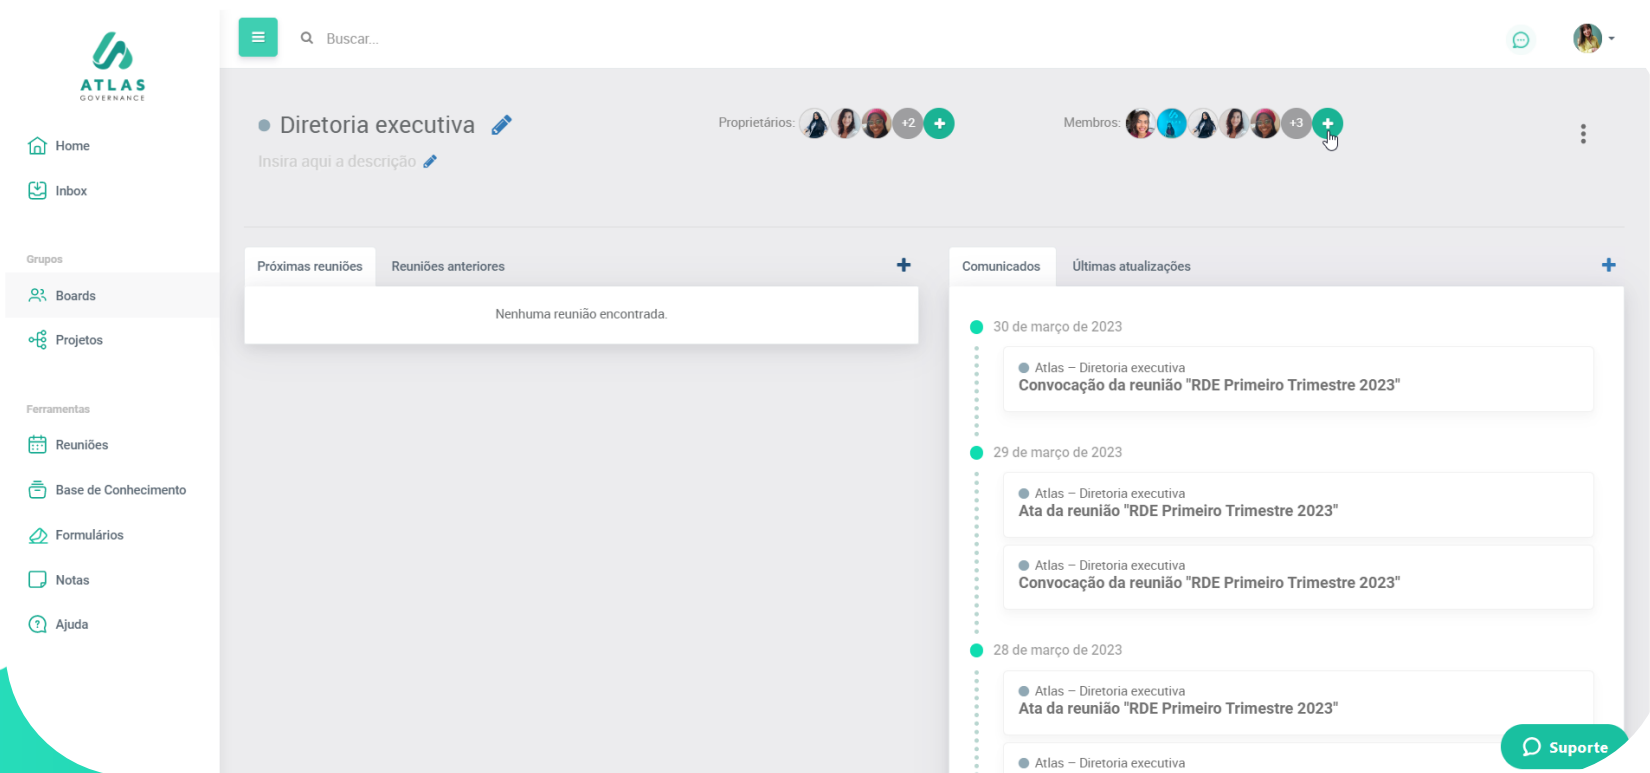 ATLAS
GOVERNANCE
Home
Inbox
Grupos
Boards
Projetos
Ferramentas
Reuniões
Base de Conhecimento
Formulários
Notas
Ajuda
Buscar...
Diretoria executiva
Insira aqui a descrição
Proprietários: +2
Membros: +3
Próximas reuniões Reuniões anteriores
Nenhuma reunião encontrada.
Comunicados Últimas atualizações
30 de março de 2023
Atlas – Diretoria executiva
Convocação da reunião "RDE Primeiro Trimestre 2023"
29 de março de 2023
Atlas – Diretoria executiva
Ata da reunião "RDE Primeiro Trimestre 2023"
Atlas – Diretoria executiva
Convocação da reunião "RDE Primeiro Trimestre 2023"
28 de março de 2023
Atlas – Diretoria executiva
Ata da reunião "RDE Primeiro Trimestre 2023"
Atlas – Diretoria executiva
Suporte